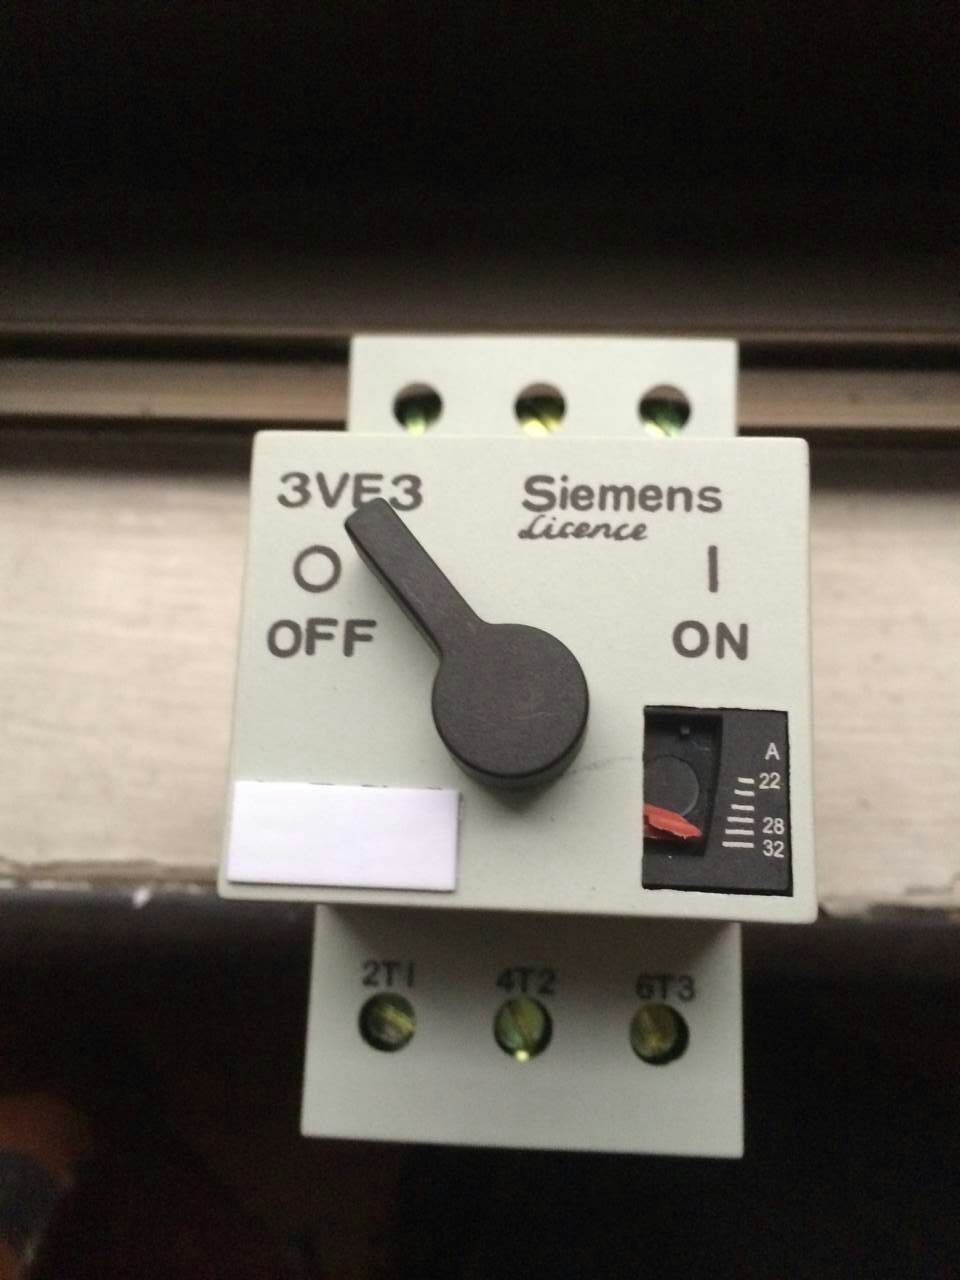 3VE3
Siemens
Licence
O I
OFF ON
A
22
28
32
2T1 4T2 6T3